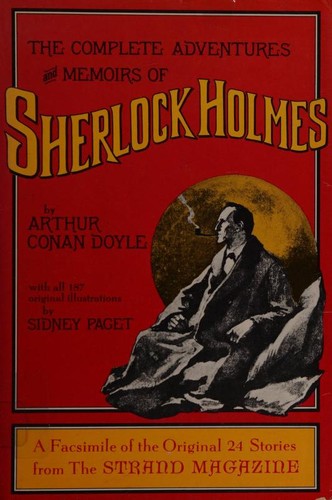 THE COMPLETE ADVENTURES
and MEMOIRS OF
SHERLOCK HOLMES
by
ARTHUR
CONAN DOYLE
with all 187
original illustrations
by
SIDNEY PAGET
A Facsimile of the Original 24 Stories
from The STRAND MAGAZINE